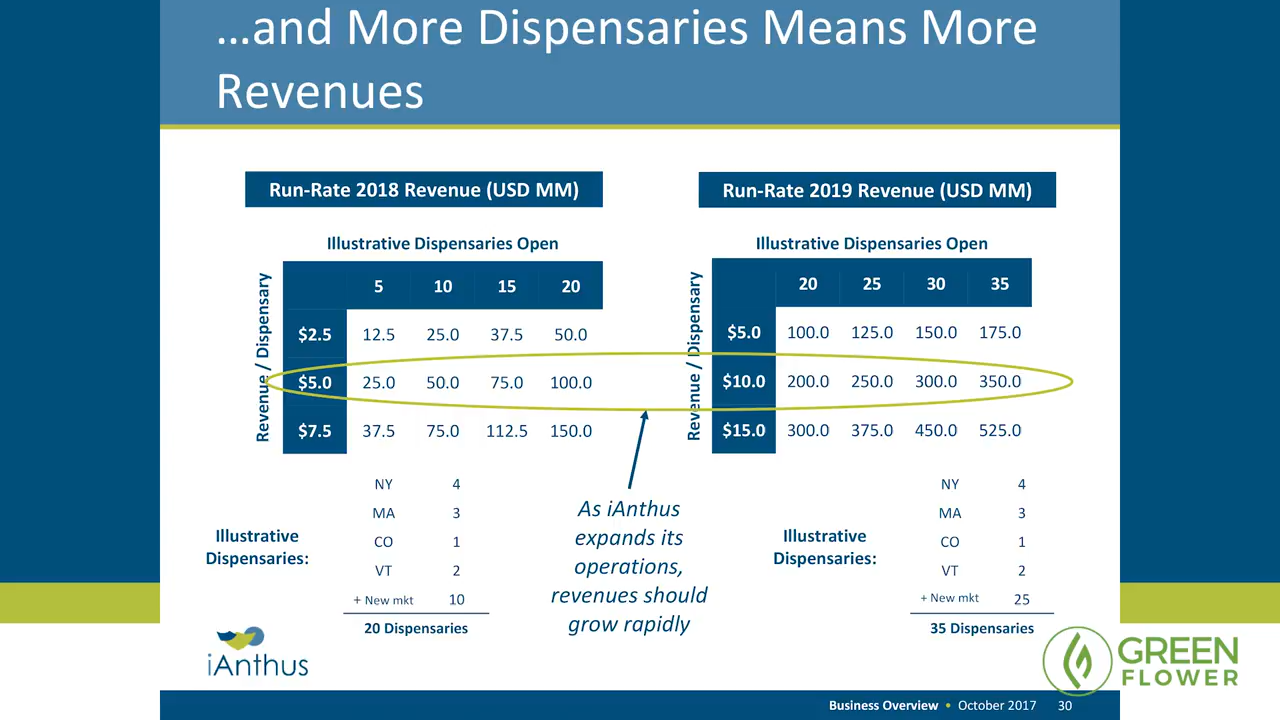 ...and More Dispensaries Means More
Revenues
Run-Rate 2018 Revenue (USD MM)
Illustrative Dispensaries Open
Revenue / Dispensary
5 10 15 20
$2.5 12.5 25.0 37.5 50.0
$5.0 25.0 50.0 75.0 100.0
$7.5 37.5 75.0 112.5 150.0
Illustrative
Dispensaries:
NY 4
MA 3
CO 1
VT 2
+ New mkt 10
20 Dispensaries
As iAnthus
expands its
operations,
revenues should
grow rapidly
Run-Rate 2019 Revenue (USD MM)
Illustrative Dispensaries Open
Revenue / Dispensary
20 25 30 35
$5.0 100.0 125.0 150.0 175.0
$10.0 200.0 250.0 300.0 350.0
$15.0 300.0 375.0 450.0 525.0
Illustrative
Dispensaries:
NY 4
MA 3
CO 1
VT 2
+ New mkt 25
35 Dispensaries
iAnthus
GREEN
FLOWER
Business Overview • October 2017 30